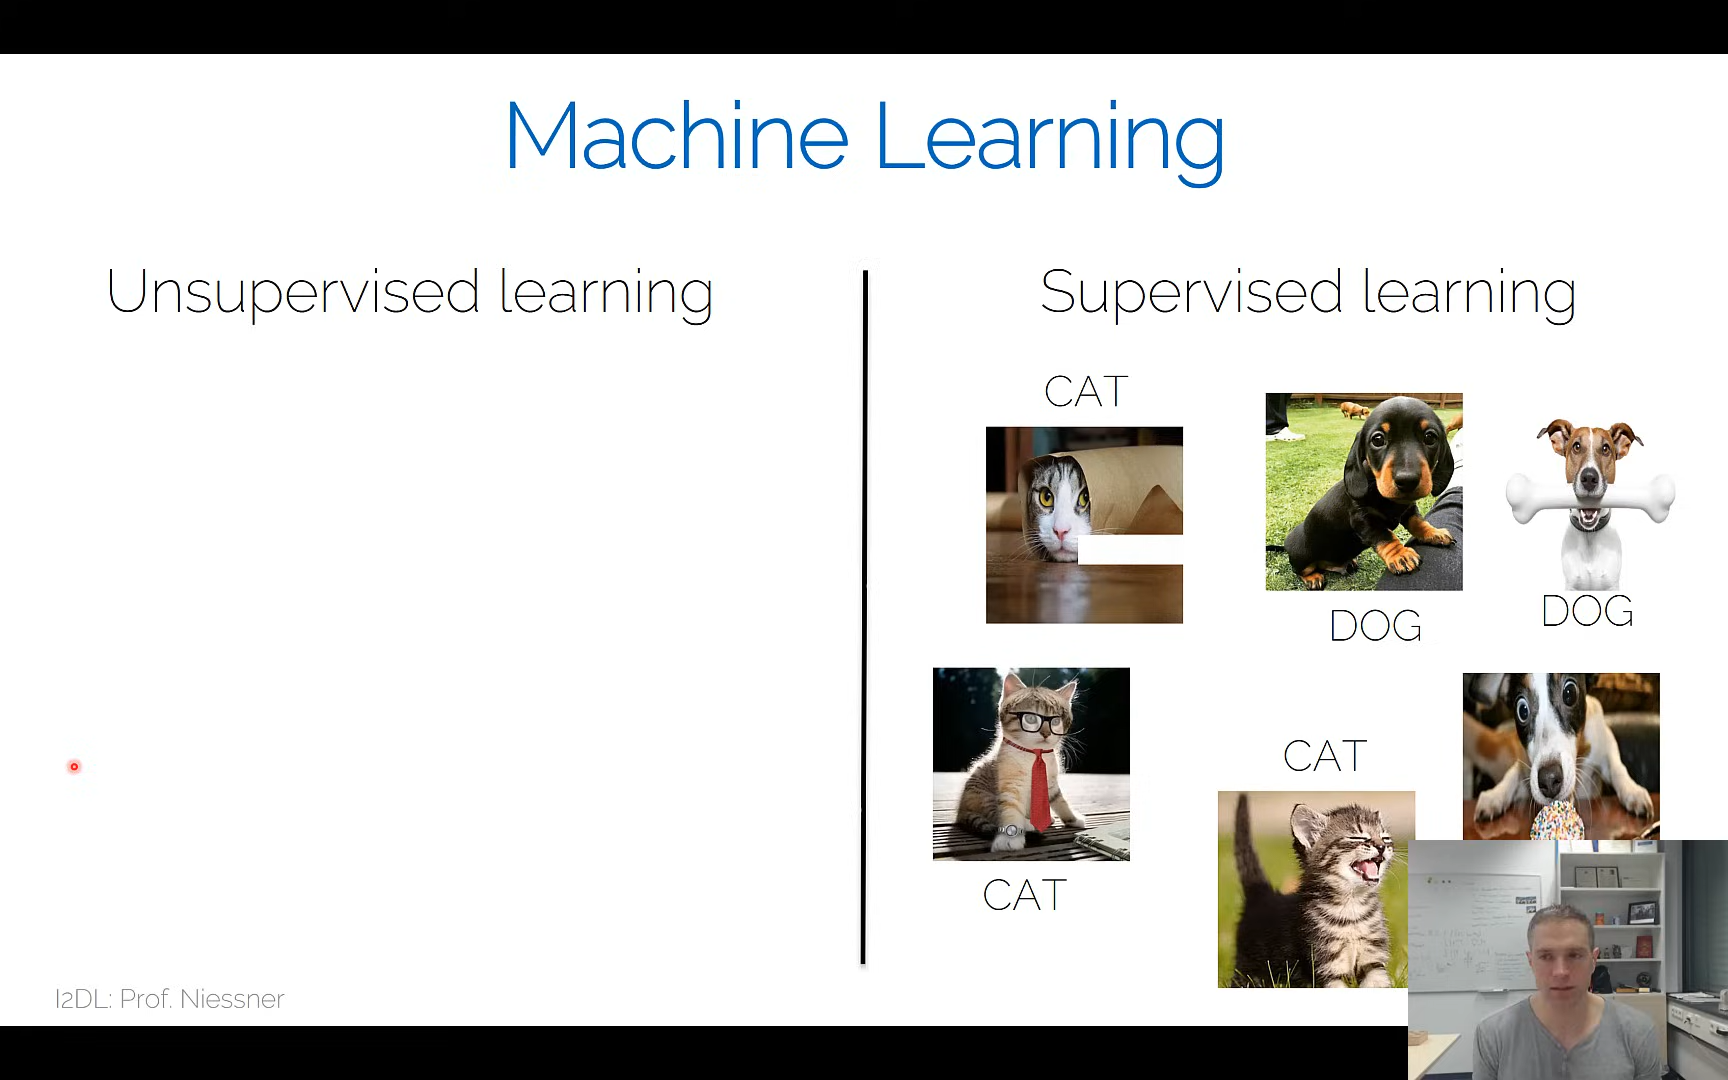 Machine Learning
Unsupervised learning
Supervised learning
CAT
DOG
DOG
CAT
CAT
I2DL: Prof. Niessner